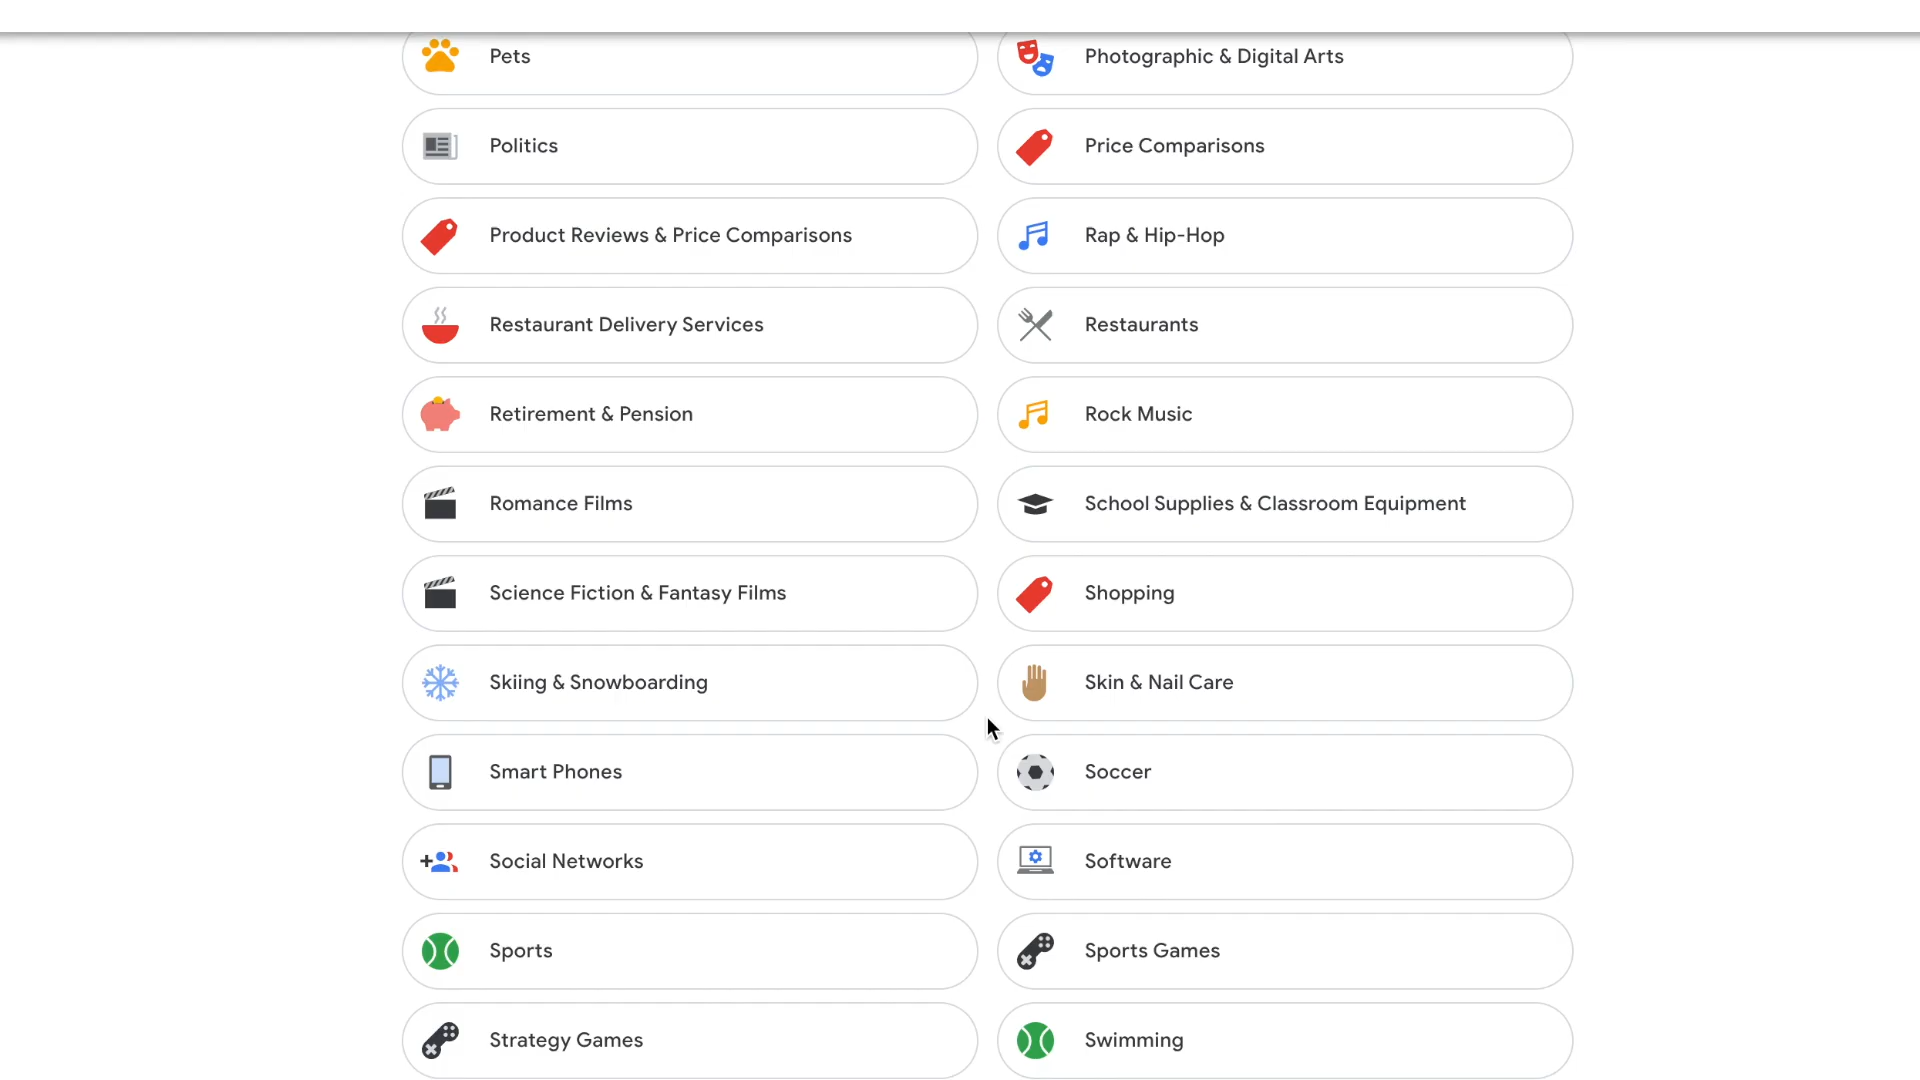 Pets
Photographic & Digital Arts
Politics
Price Comparisons
Product Reviews & Price Comparisons
Rap & Hip-Hop
Restaurant Delivery Services
Restaurants
Retirement & Pension
Rock Music
Romance Films
School Supplies & Classroom Equipment
Science Fiction & Fantasy Films
Shopping
Skiing & Snowboarding
Skin & Nail Care
Smart Phones
Soccer
Social Networks
Software
Sports
Sports Games
Strategy Games
Swimming